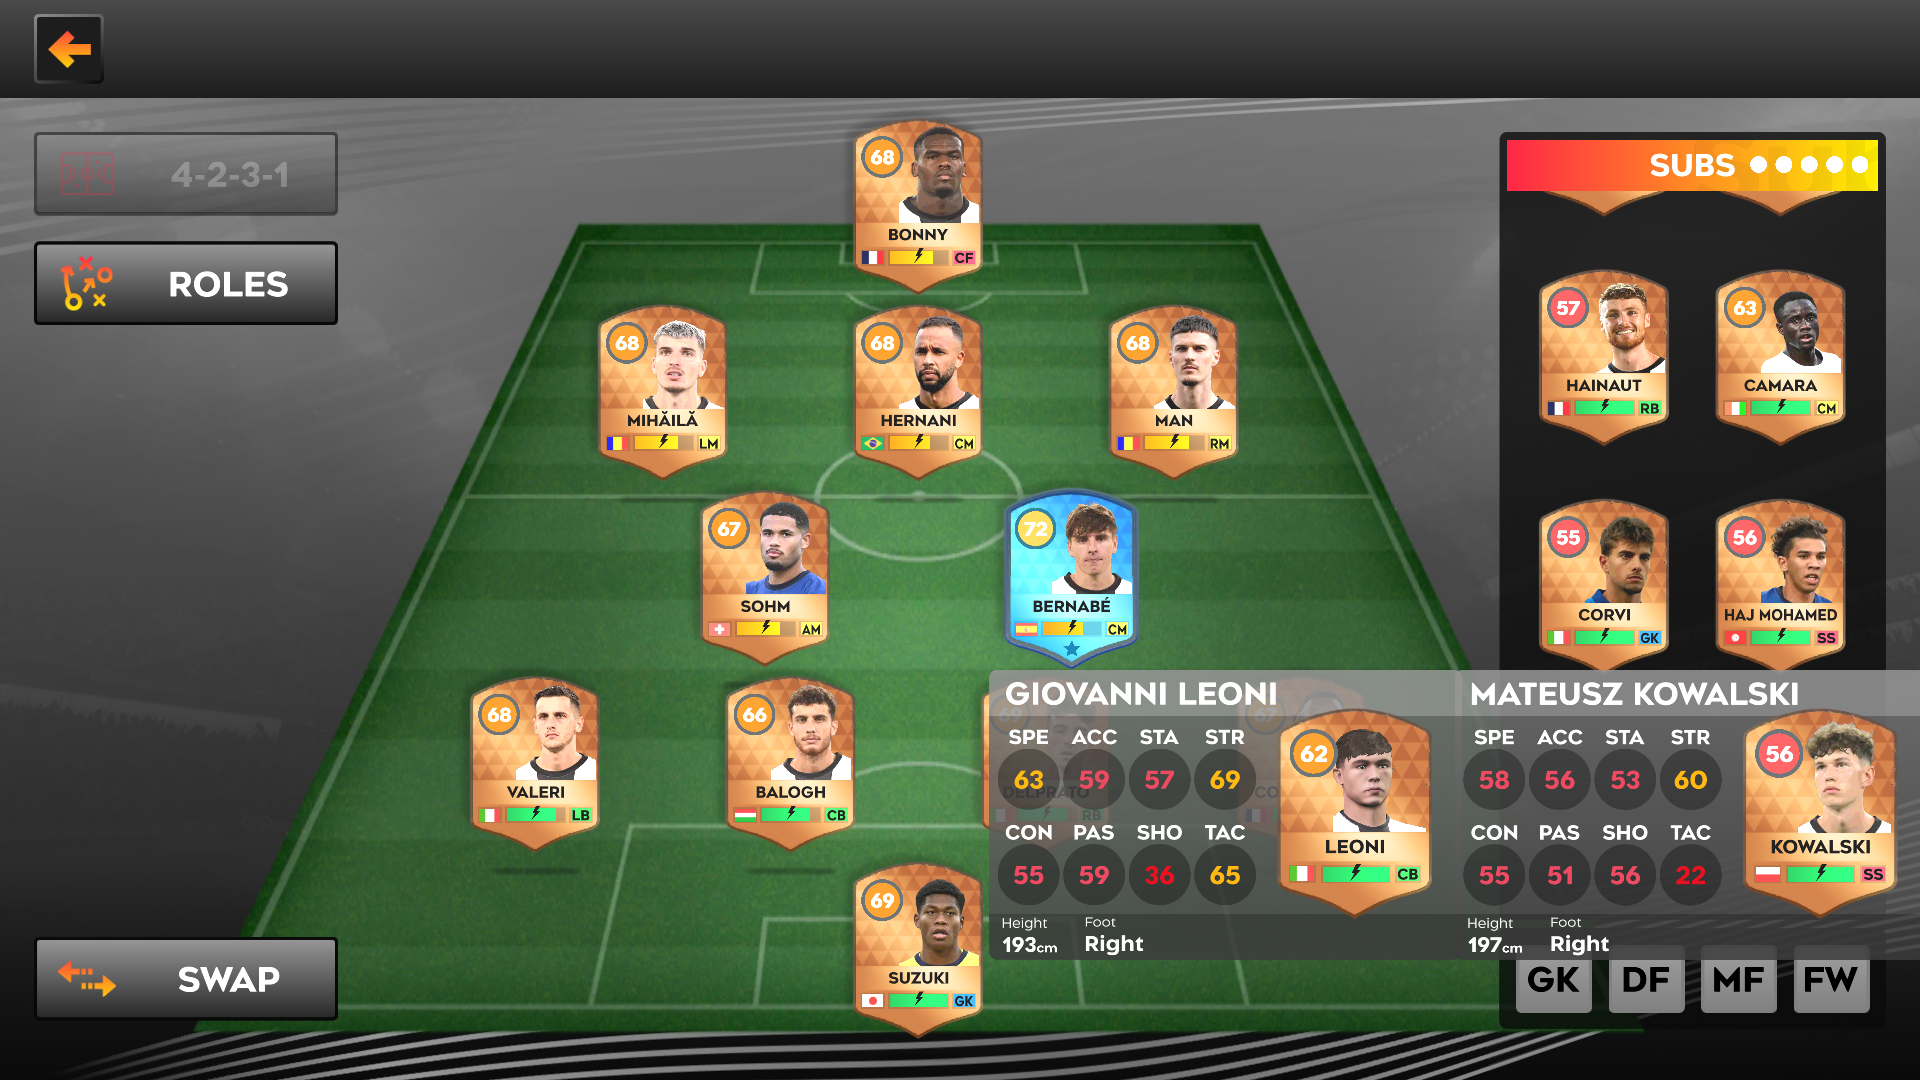 4-2-3-1
ROLES
SWAP
68
BONNY
CF
68
MIHĂILĂ
LM
68
HERNANI
CM
68
MAN
RM
67
SOHM
AM
72
BERNABÉ
CM
68
VALERI
LB
66
BALOGH
CB
69
DELPRATO
RB
67
CO
69
SUZUKI
GK
SUBS
57
HAINAUT
RB
63
CAMARA
CM
55
CORVI
GK
56
HAJ MOHAMED
SS
GIOVANNI LEONI
SPE ACC STA STR
63 59 57 69
CON PAS SHO TAC
55 59 36 65
Height Foot
193cm Right
62
LEONI
CB
MATEUSZ KOWALSKI
SPE ACC STA STR
58 56 53 60
CON PAS SHO TAC
55 51 56 22
Height Foot
197cm Right
56
KOWALSKI
SS
GK DF MF FW